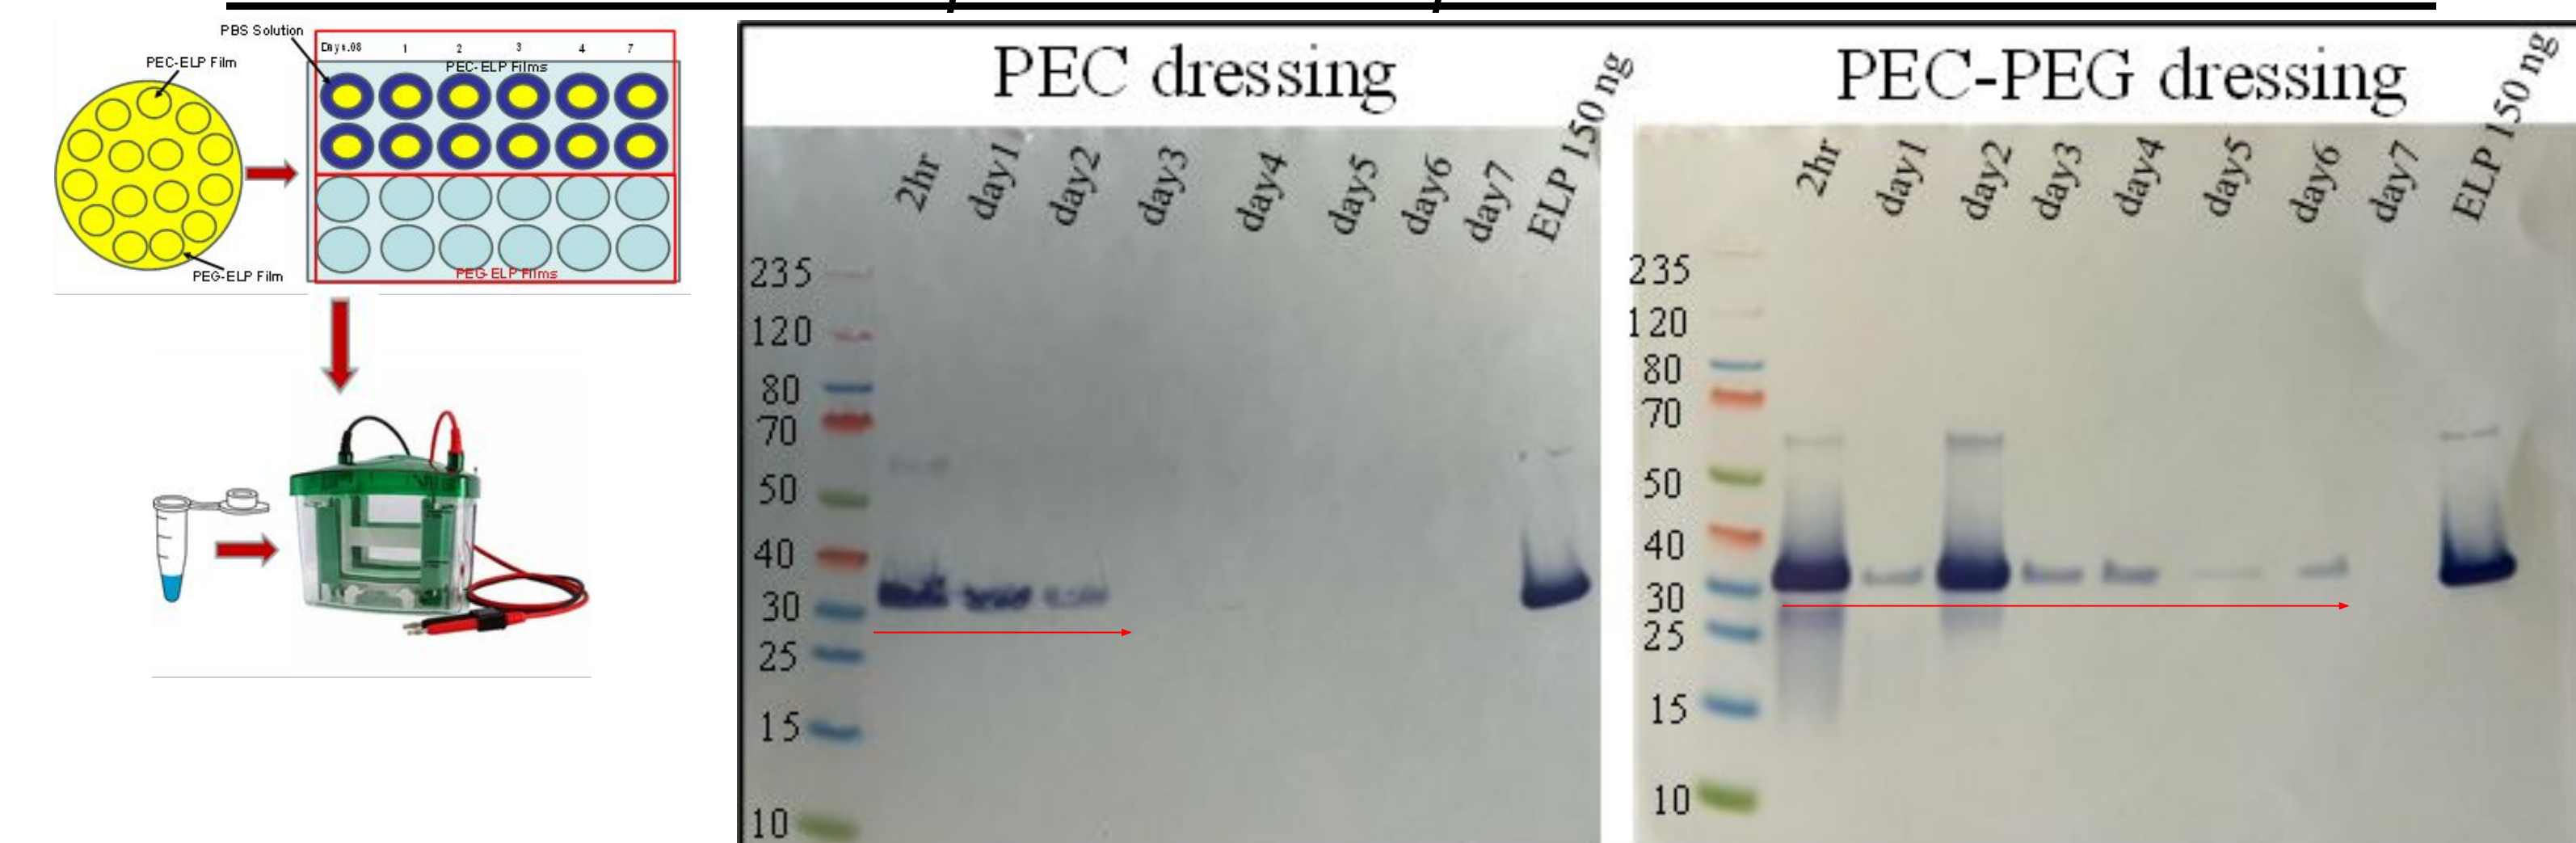 PBS Solution
PEC-ELP Film
Days.08 1 2 3 4 7
PEC-ELP Films
PEG-ELP Films
PEG-ELP Film
PEC dressing
2hr day1 day2 day3 day4 day5 day6 day7 ELP 150 ng
235
120
80
70
50
40
30
25
15
10
PEC-PEG dressing
2hr day1 day2 day3 day4 day5 day6 day7 ELP 150 ng
235
120
80
70
50
40
30
25
15
10